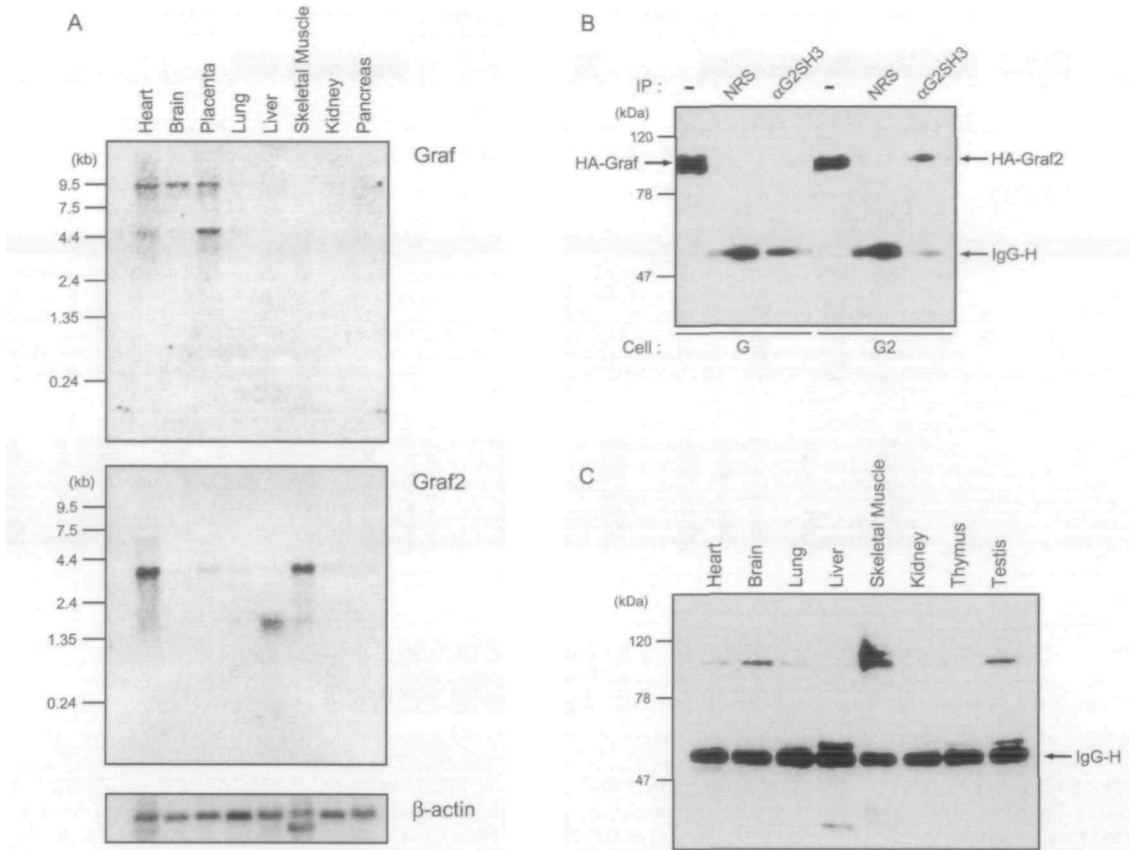 A
Heart
Brain
Placenta
Lung
Liver
Skeletal Muscle
Kidney
Pancreas
(kb)
9.5
7.5
4.4
2.4
1.35
0.24
Graf
(kb)
9.5
7.5
4.4
2.4
1.35
0.24
Graf2
β-actin
B
IP : - NRS αG2SH3 - NRS αG2SH3
(kDa)
120
HA-Graf
HA-Graf2
78
IgG-H
47
Cell : G G2
C
Heart
Brain
Lung
Liver
Skeletal Muscle
Kidney
Thymus
Testis
(kDa)
120
78
IgG-H
47